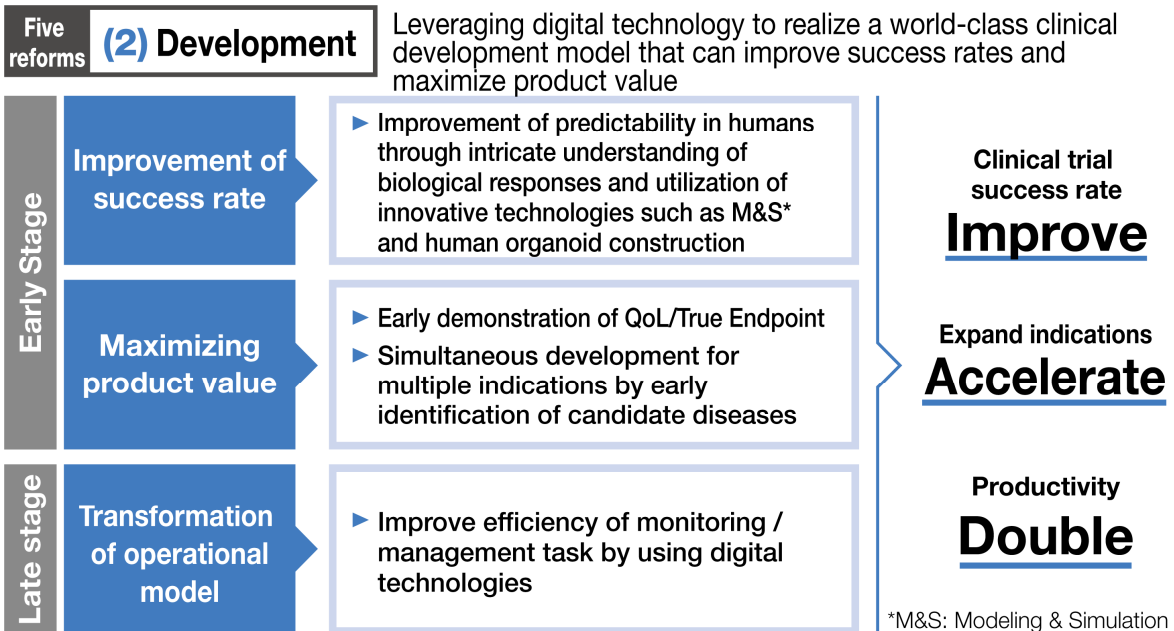 Five
reforms
(2) Development
Leveraging digital technology to realize a world-class clinical
development model that can improve success rates and
maximize product value
Early Stage
Improvement of
success rate
► Improvement of predictability in humans
through intricate understanding of
biological responses and utilization of
innovative technologies such as M&S*
and human organoid construction
Maximizing
product value
► Early demonstration of QoL/True Endpoint
► Simultaneous development for
multiple indications by early
identification of candidate diseases
Late stage
Transformation
of operational
model
► Improve efficiency of monitoring /
management task by using digital
technologies
Clinical trial
success rate
Improve
Expand indications
Accelerate
Productivity
Double
*M&S: Modeling & Simulation